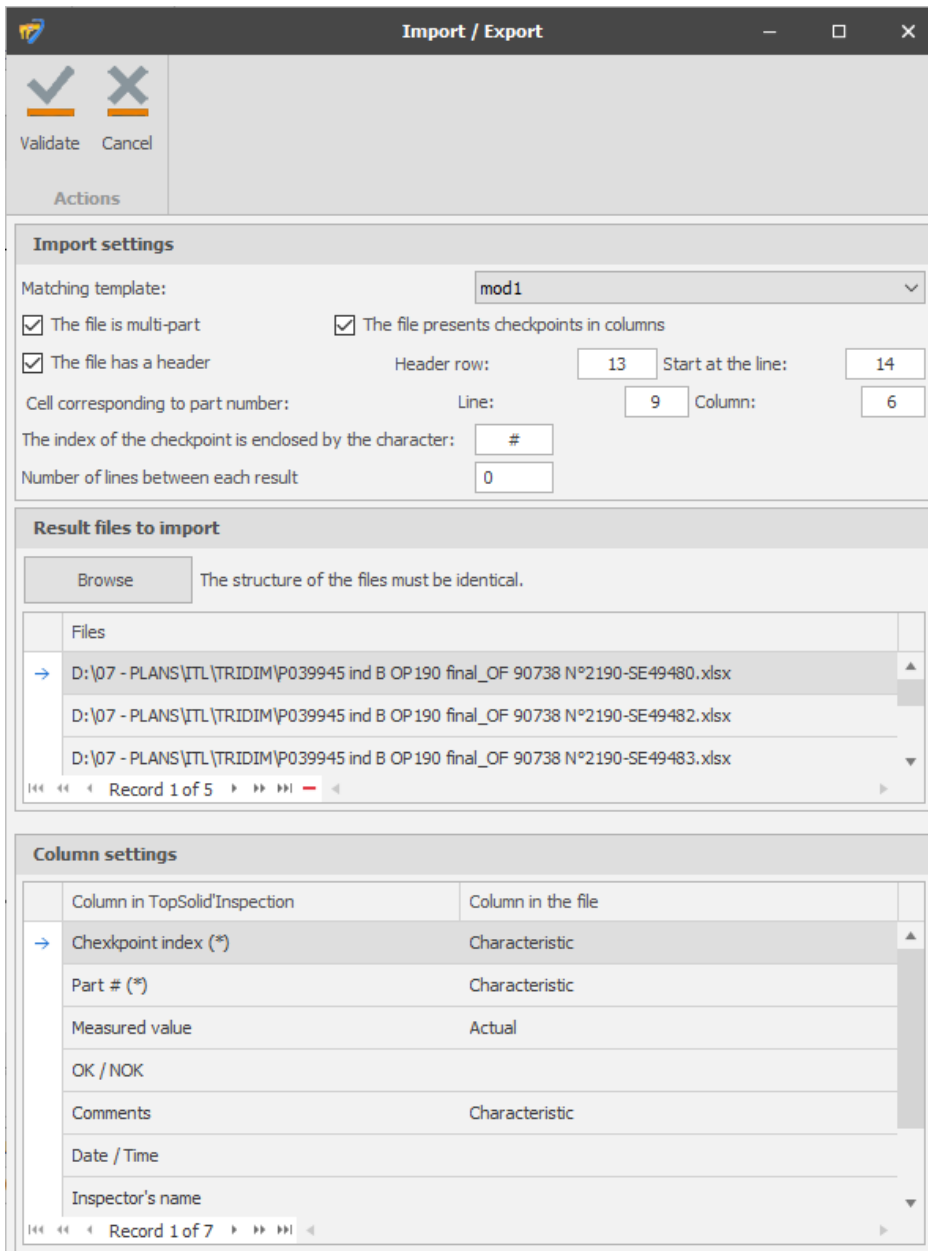 Import / Export
Validate Cancel
Actions
Import settings
Matching template: mod1
The file is multi-part The file presents checkpoints in columns
The file has a header Header row: 13 Start at the line: 14
Cell corresponding to part number: Line: 9 Column: 6
The index of the checkpoint is enclosed by the character: #
Number of lines between each result 0
Result files to import
Browse The structure of the files must be identical.
Files
D:\07 - PLANS\ITL\TRIDIM\P039945 ind B OP190 final_OF 90738 N°2190-SE49480.xlsx
D:\07 - PLANS\ITL\TRIDIM\P039945 ind B OP190 final_OF 90738 N°2190-SE49482.xlsx
D:\07 - PLANS\ITL\TRIDIM\P039945 ind B OP190 final_OF 90738 N°2190-SE49483.xlsx
Record 1 of 5
Column settings
Column in TopSolid'Inspection Column in the file
Chexkpoint index (*) Characteristic
Part # (*) Characteristic
Measured value Actual
OK / NOK
Comments Characteristic
Date / Time
Inspector's name
Record 1 of 7